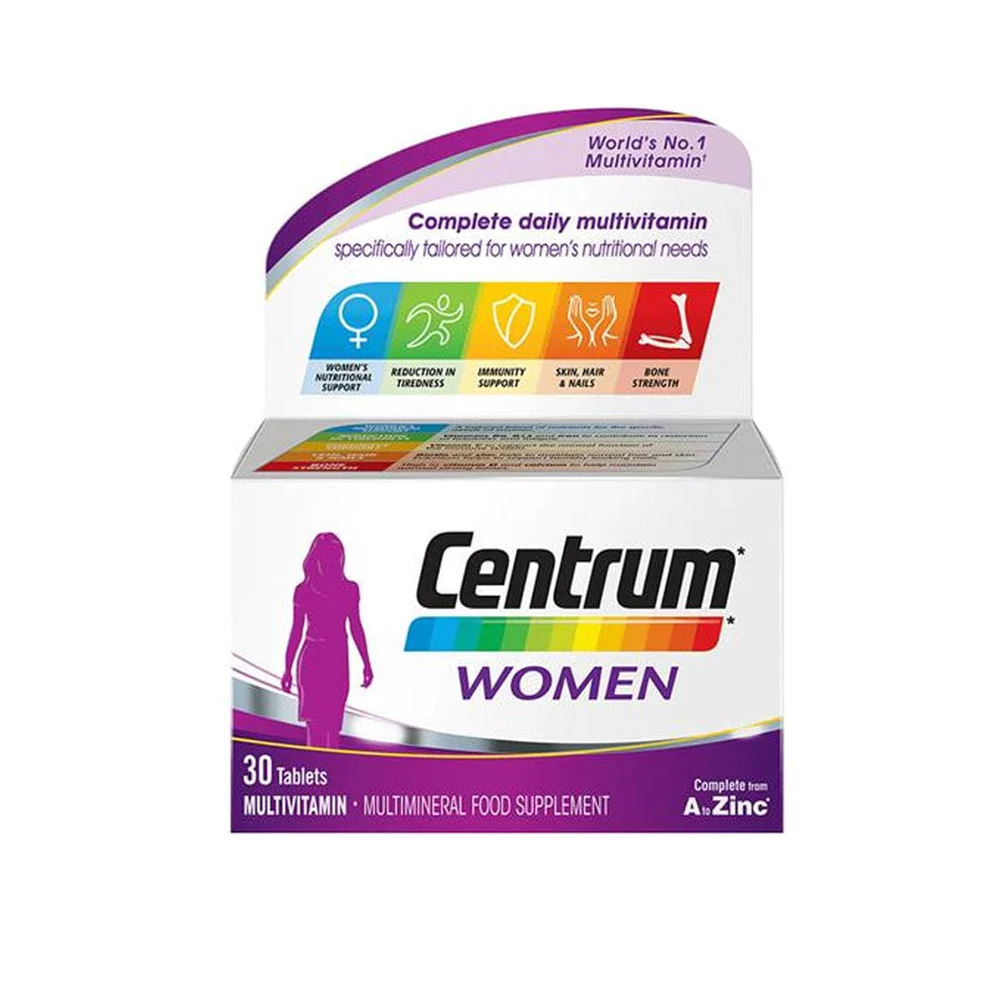 World's No.1
Multivitamin†
Complete daily multivitamin
specifically tailored for women's nutritional needs
WOMEN'S
NUTRITIONAL
SUPPORT
REDUCTION IN
TIREDNESS
IMMUNITY
SUPPORT
SKIN, HAIR
& NAILS
BONE
STRENGTH
BONE
STRENGTH
Centrum*
*
WOMEN
30 Tablets
MULTIVITAMIN • MULTIMINERAL FOOD SUPPLEMENT
Complete from
A to Zinc*